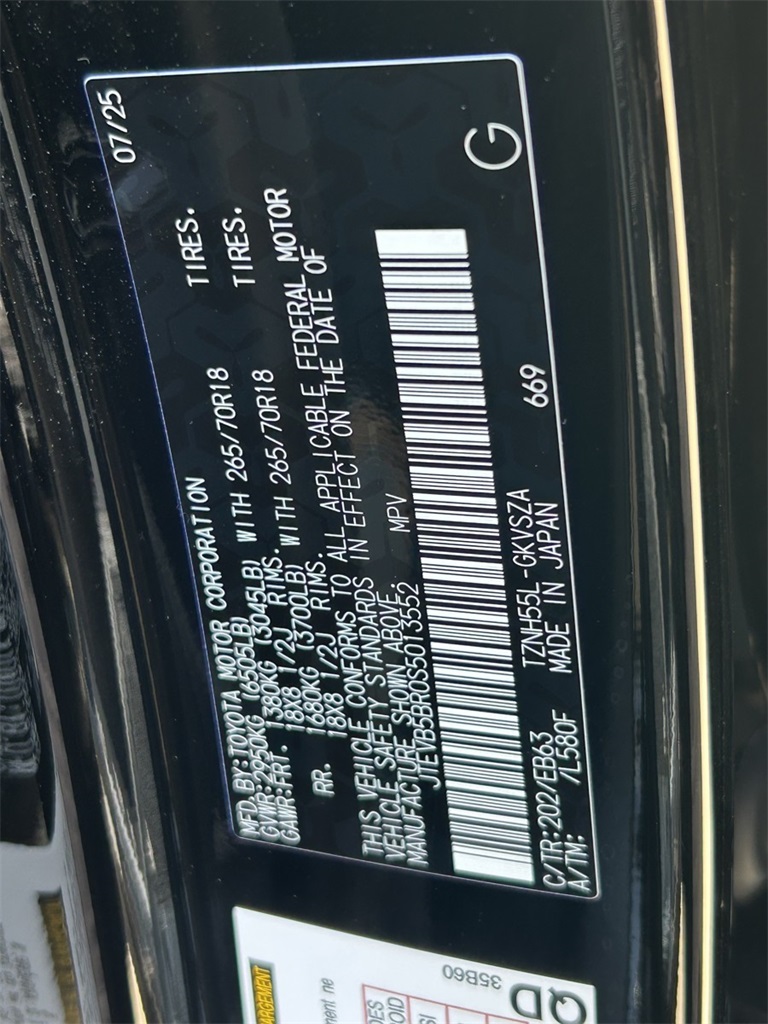 07/25
MFD. BY:TOYOTA MOTOR CORPORATION
GVWR:2950KG (6505LB)
GAWR:FRT. 1380KG (3045LB) WITH 265/70R18 TIRES.
18X8 1/2J RIMS.
RR. 1680KG (3700LB) WITH 265/70R18 TIRES.
18X8 1/2J RIMS.
THIS VEHICLE CONFORMS TO ALL APPLICABLE FEDERAL MOTOR
VEHICLE SAFETY STANDARDS IN EFFECT ON THE DATE OF
MANUFACTURE SHOWN ABOVE.
JTEVB5BR0S5013552 MPV
C/TR:202/EB63 TZNH55L-GKVSZA 669
A/TM: /L580F MADE IN JAPAN
G
35B60
QD